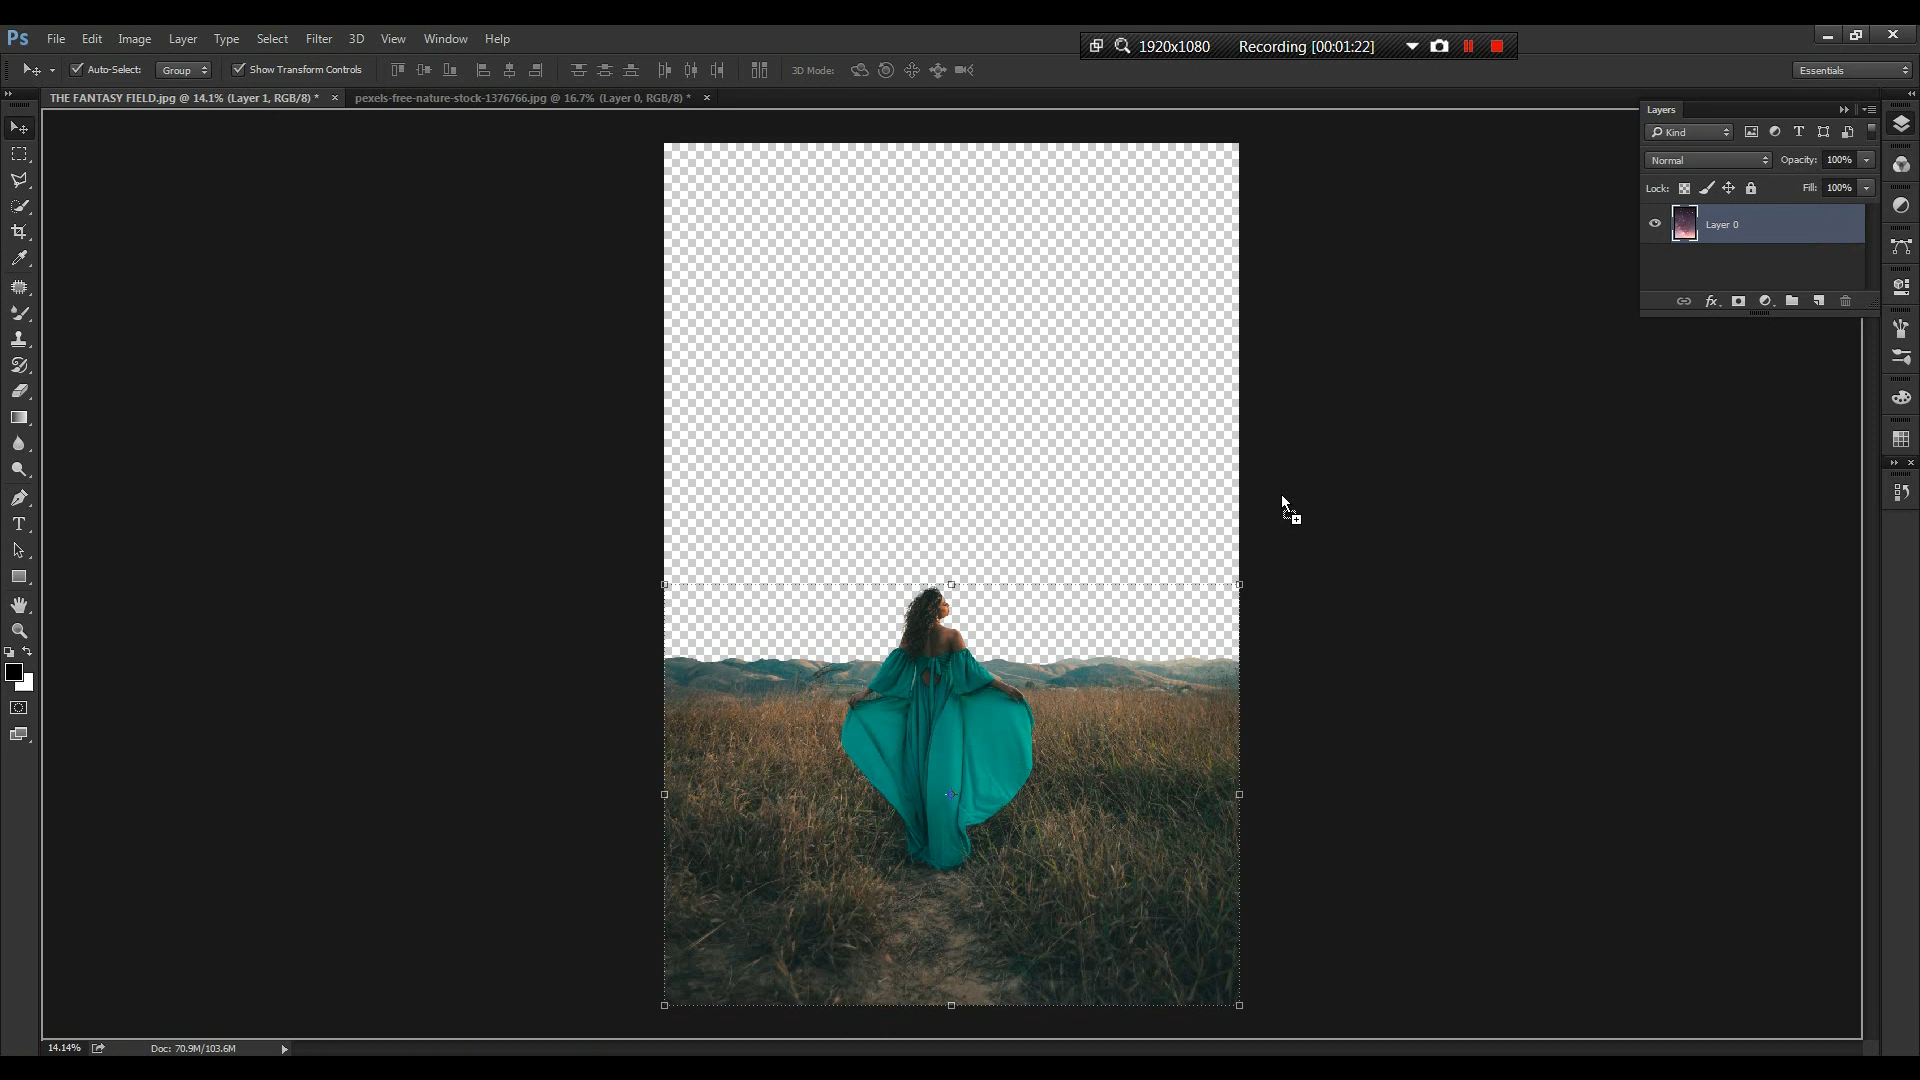 Ps File Edit Image Layer Type Select Filter 3D View Window Help
1920x1080 Recording [00:01:22]
Auto-Select: Group Show Transform Controls 3D Mode: Essentials
THE FANTASY FIELD.jpg @ 14.1% (Layer 1, RGB/8) * × pexels-free-nature-stock-1376766.jpg @ 16.7% (Layer 0, RGB/8) * ×
Layers
Kind
Normal Opacity: 100%
Lock: Fill: 100%
Layer 0
fx
T
14.14% Doc: 70.9M/103.6M